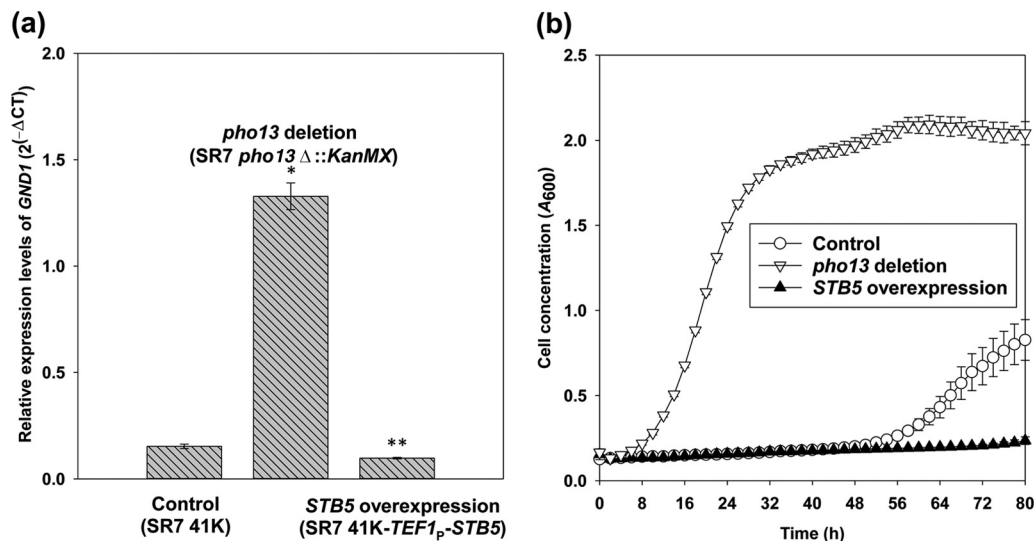 (a)
Relative expression levels of GND1 (2^(-ΔCT))
2.0
1.5
1.0
0.5
0.0
pho13 deletion
(SR7 pho13 Δ::KanMX)
*
**
Control
(SR7 41K)
STB5 overexpression
(SR7 41K-TEF1P-STB5)
(b)
Cell concentration (A600)
2.5
2.0
1.5
1.0
0.5
0.0
Control
pho13 deletion
STB5 overexpression
0 8 16 24 32 40 48 56 64 72 80
Time (h)